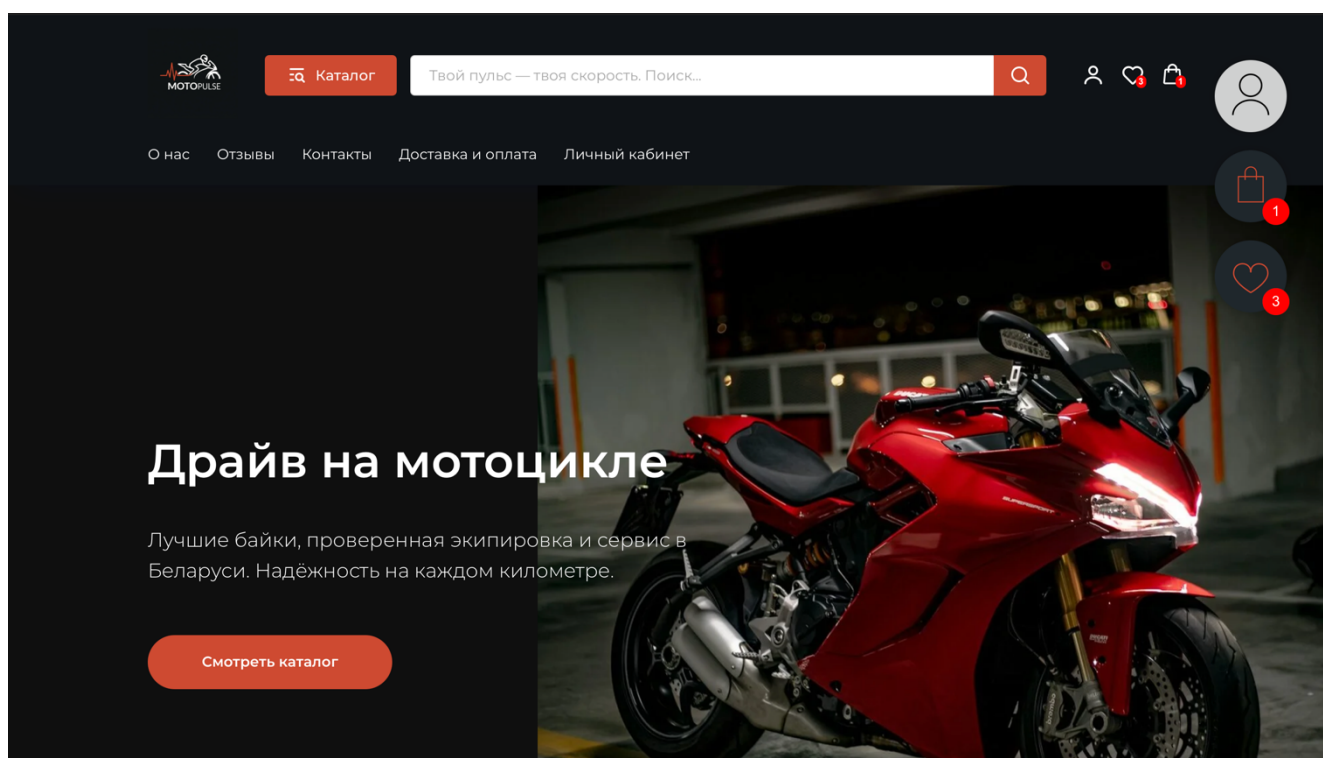 MOTOPULSE
Каталог
Твой пульс — твоя скорость. Поиск...
3
1
О нас
Отзывы
Контакты
Доставка и оплата
Личный кабинет
1
3
Драйв на мотоцикле
Лучшие байки, проверенная экипировка и сервис в
Беларуси. Надёжность на каждом километре.
Смотреть каталог
SUPERSPORT